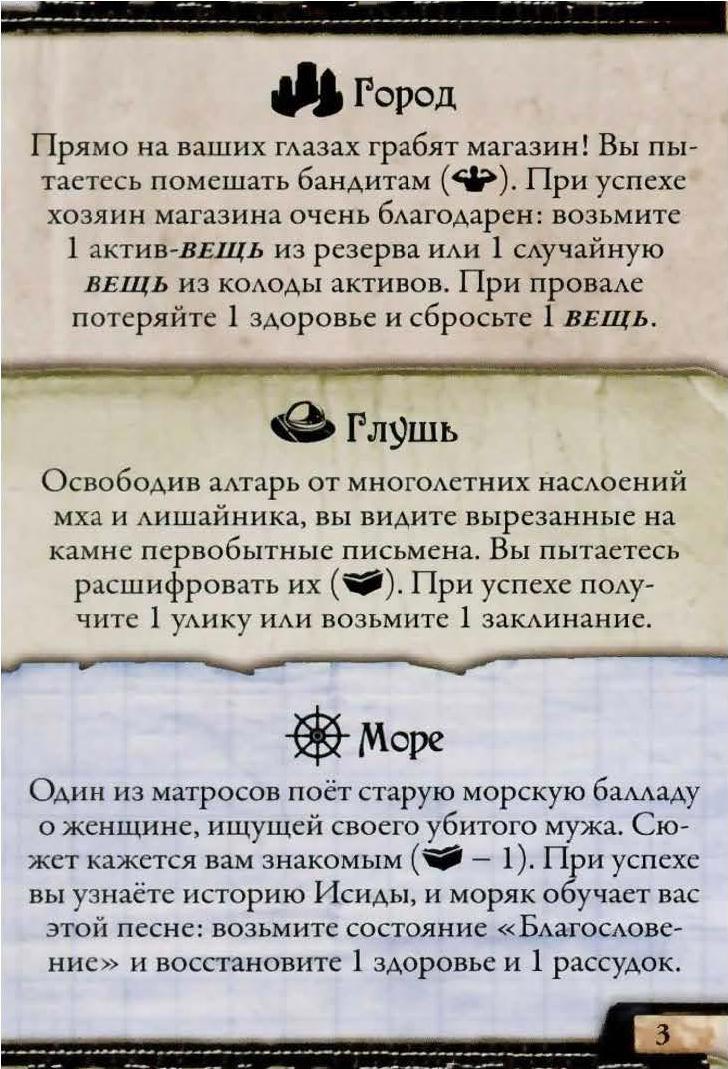 Город
Прямо на ваших глазах грабят магазин! Вы пы-
таетесь помешать бандитам (). При успехе
хозяин магазина очень благодарен: возьмите
1 актив-ВЕЩЬ из резерва или 1 случайную
ВЕЩЬ из колоды активов. При провале
потеряйте 1 здоровье и сбросьте 1 ВЕЩЬ.
Глушь
Освободив алтарь от многолетних наслоений
мха и лишайника, вы видите вырезанные на
камне первобытные письмена. Вы пытаетесь
расшифровать их (). При успехе полу-
чите 1 улику или возьмите 1 заклинание.
Море
Один из матросов поёт старую морскую балладу
о женщине, ищущей своего убитого мужа. Сю-
жет кажется вам знакомым ( – 1). При успехе
вы узнаёте историю Исиды, и моряк обучает вас
этой песне: возьмите состояние «Благослове-
ние» и восстановите 1 здоровье и 1 рассудок.
3